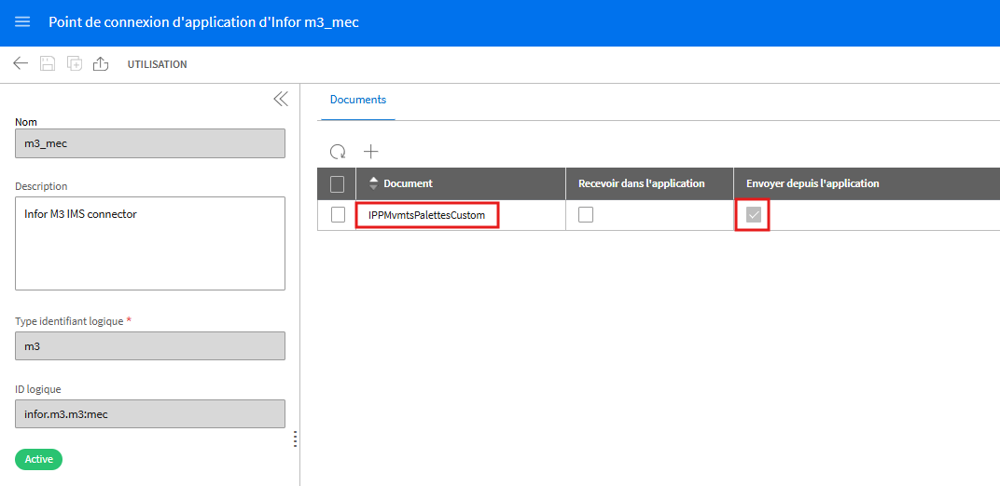 Point de connexion d'application d'Infor m3_mec
UTILISATION
Nom
m3_mec
Description
Infor M3 IMS connector
Type identifiant logique *
m3
ID logique
infor.m3.m3:mec
Active
Documents
Document Recevoir dans l'application Envoyer depuis l'application
IPPMvmtsPalettesCustom